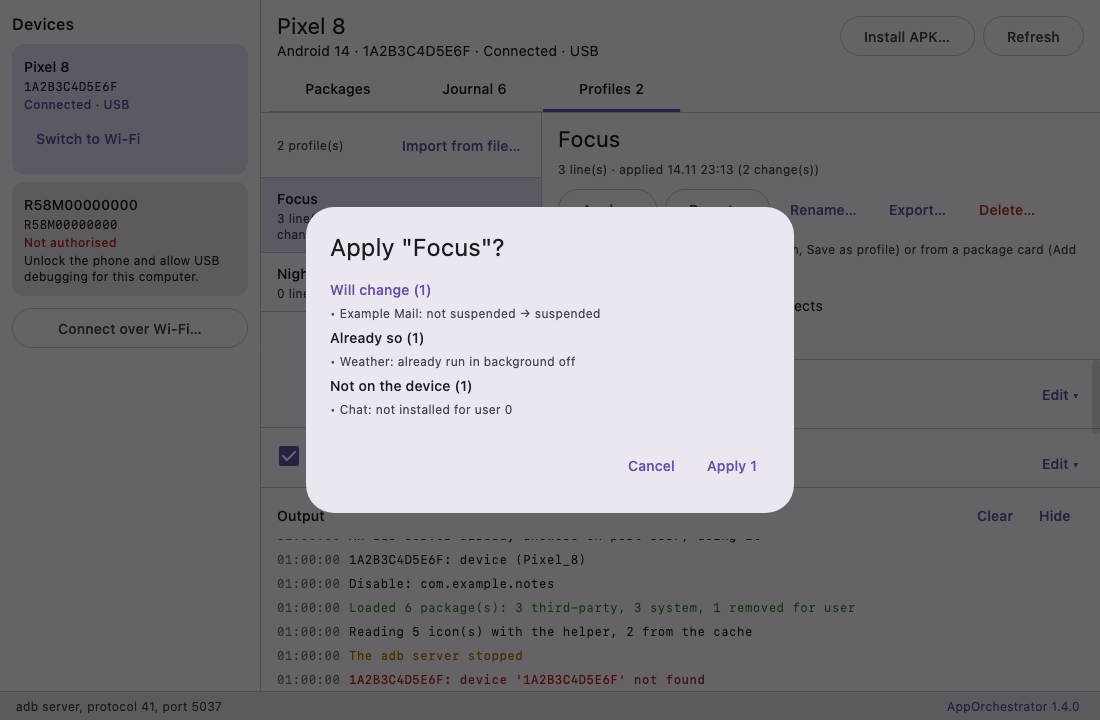 Devices
Pixel 8
1A2B3C4D5E6F
Connected · USB
Switch to Wi-Fi
R58M00000000
R58M00000000
Not authorised
Unlock the phone and allow USB
debugging for this computer.
Connect over Wi-Fi...
Pixel 8
Android 14 · 1A2B3C4D5E6F · Connected · USB
Install APK...
Refresh
Packages
Journal 6
Profiles 2
2 profile(s)
Import from file...
Focus
3 line
chan
Nigh
0 line
Focus
3 line(s) · applied 14.11 23:13 (2 change(s))
Rename...
Export...
Delete...
, Save as profile) or from a package card (Add
ects
Edit ▾
Edit ▾
Apply "Focus"?
Will change (1)
• Example Mail: not suspended → suspended
Already so (1)
• Weather: already run in background off
Not on the device (1)
• Chat: not installed for user 0
Cancel
Apply 1
Output
Clear
Hide
01:00:00 1A2B3C4D5E6F: device (Pixel_8)
01:00:00 Disable: com.example.notes
01:00:00 Loaded 6 package(s): 3 third-party, 3 system, 1 removed for user
01:00:00 Reading 5 icon(s) with the helper, 2 from the cache
01:00:00 The adb server stopped
01:00:00 1A2B3C4D5E6F: device '1A2B3C4D5E6F' not found
adb server, protocol 41, port 5037
AppOrchestrator 1.4.0